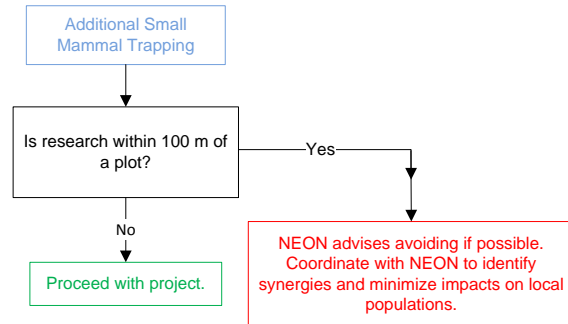 Additional Small
Mammal Trapping
Is research within 100 m of
a plot?
Yes
No
NEON advises avoiding if possible.
Coordinate with NEON to identify
synergies and minimize impacts on local
populations.
Proceed with project.